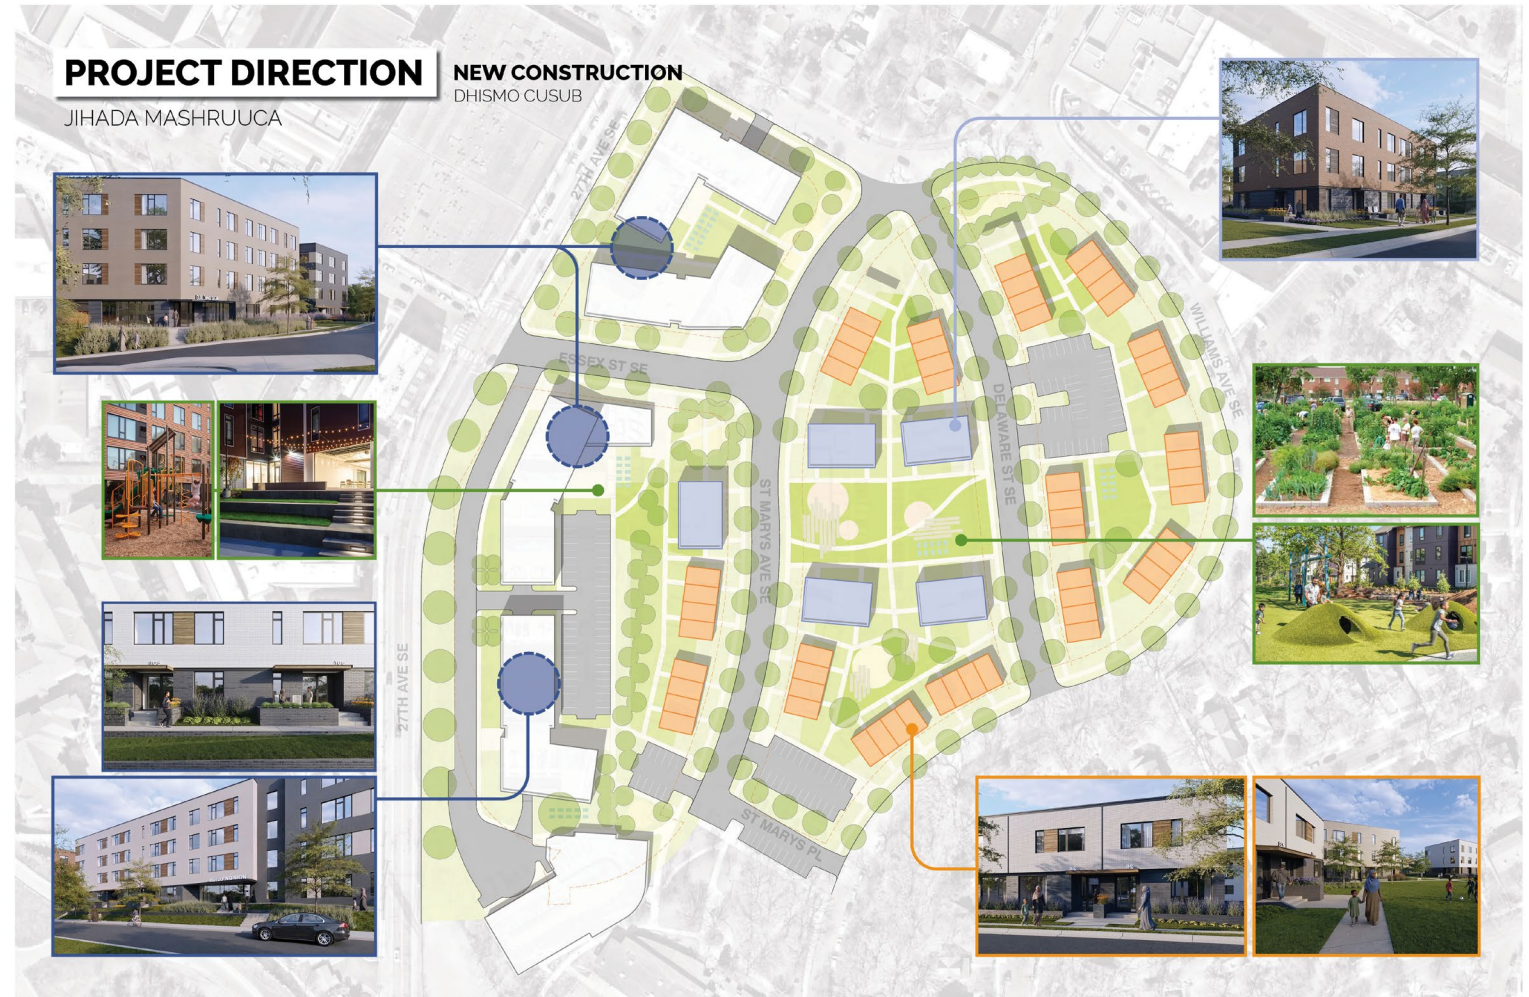 PROJECT DIRECTION
JIHADA MASHRUUCA
NEW CONSTRUCTION
DHISMO CUSUB
27TH AVE SE
ESSEX ST SE
WILLIAMS AVE SE
DELAWARE ST SE
ST MARYS AVE SE
27TH AVE SE
ST MARYS PL